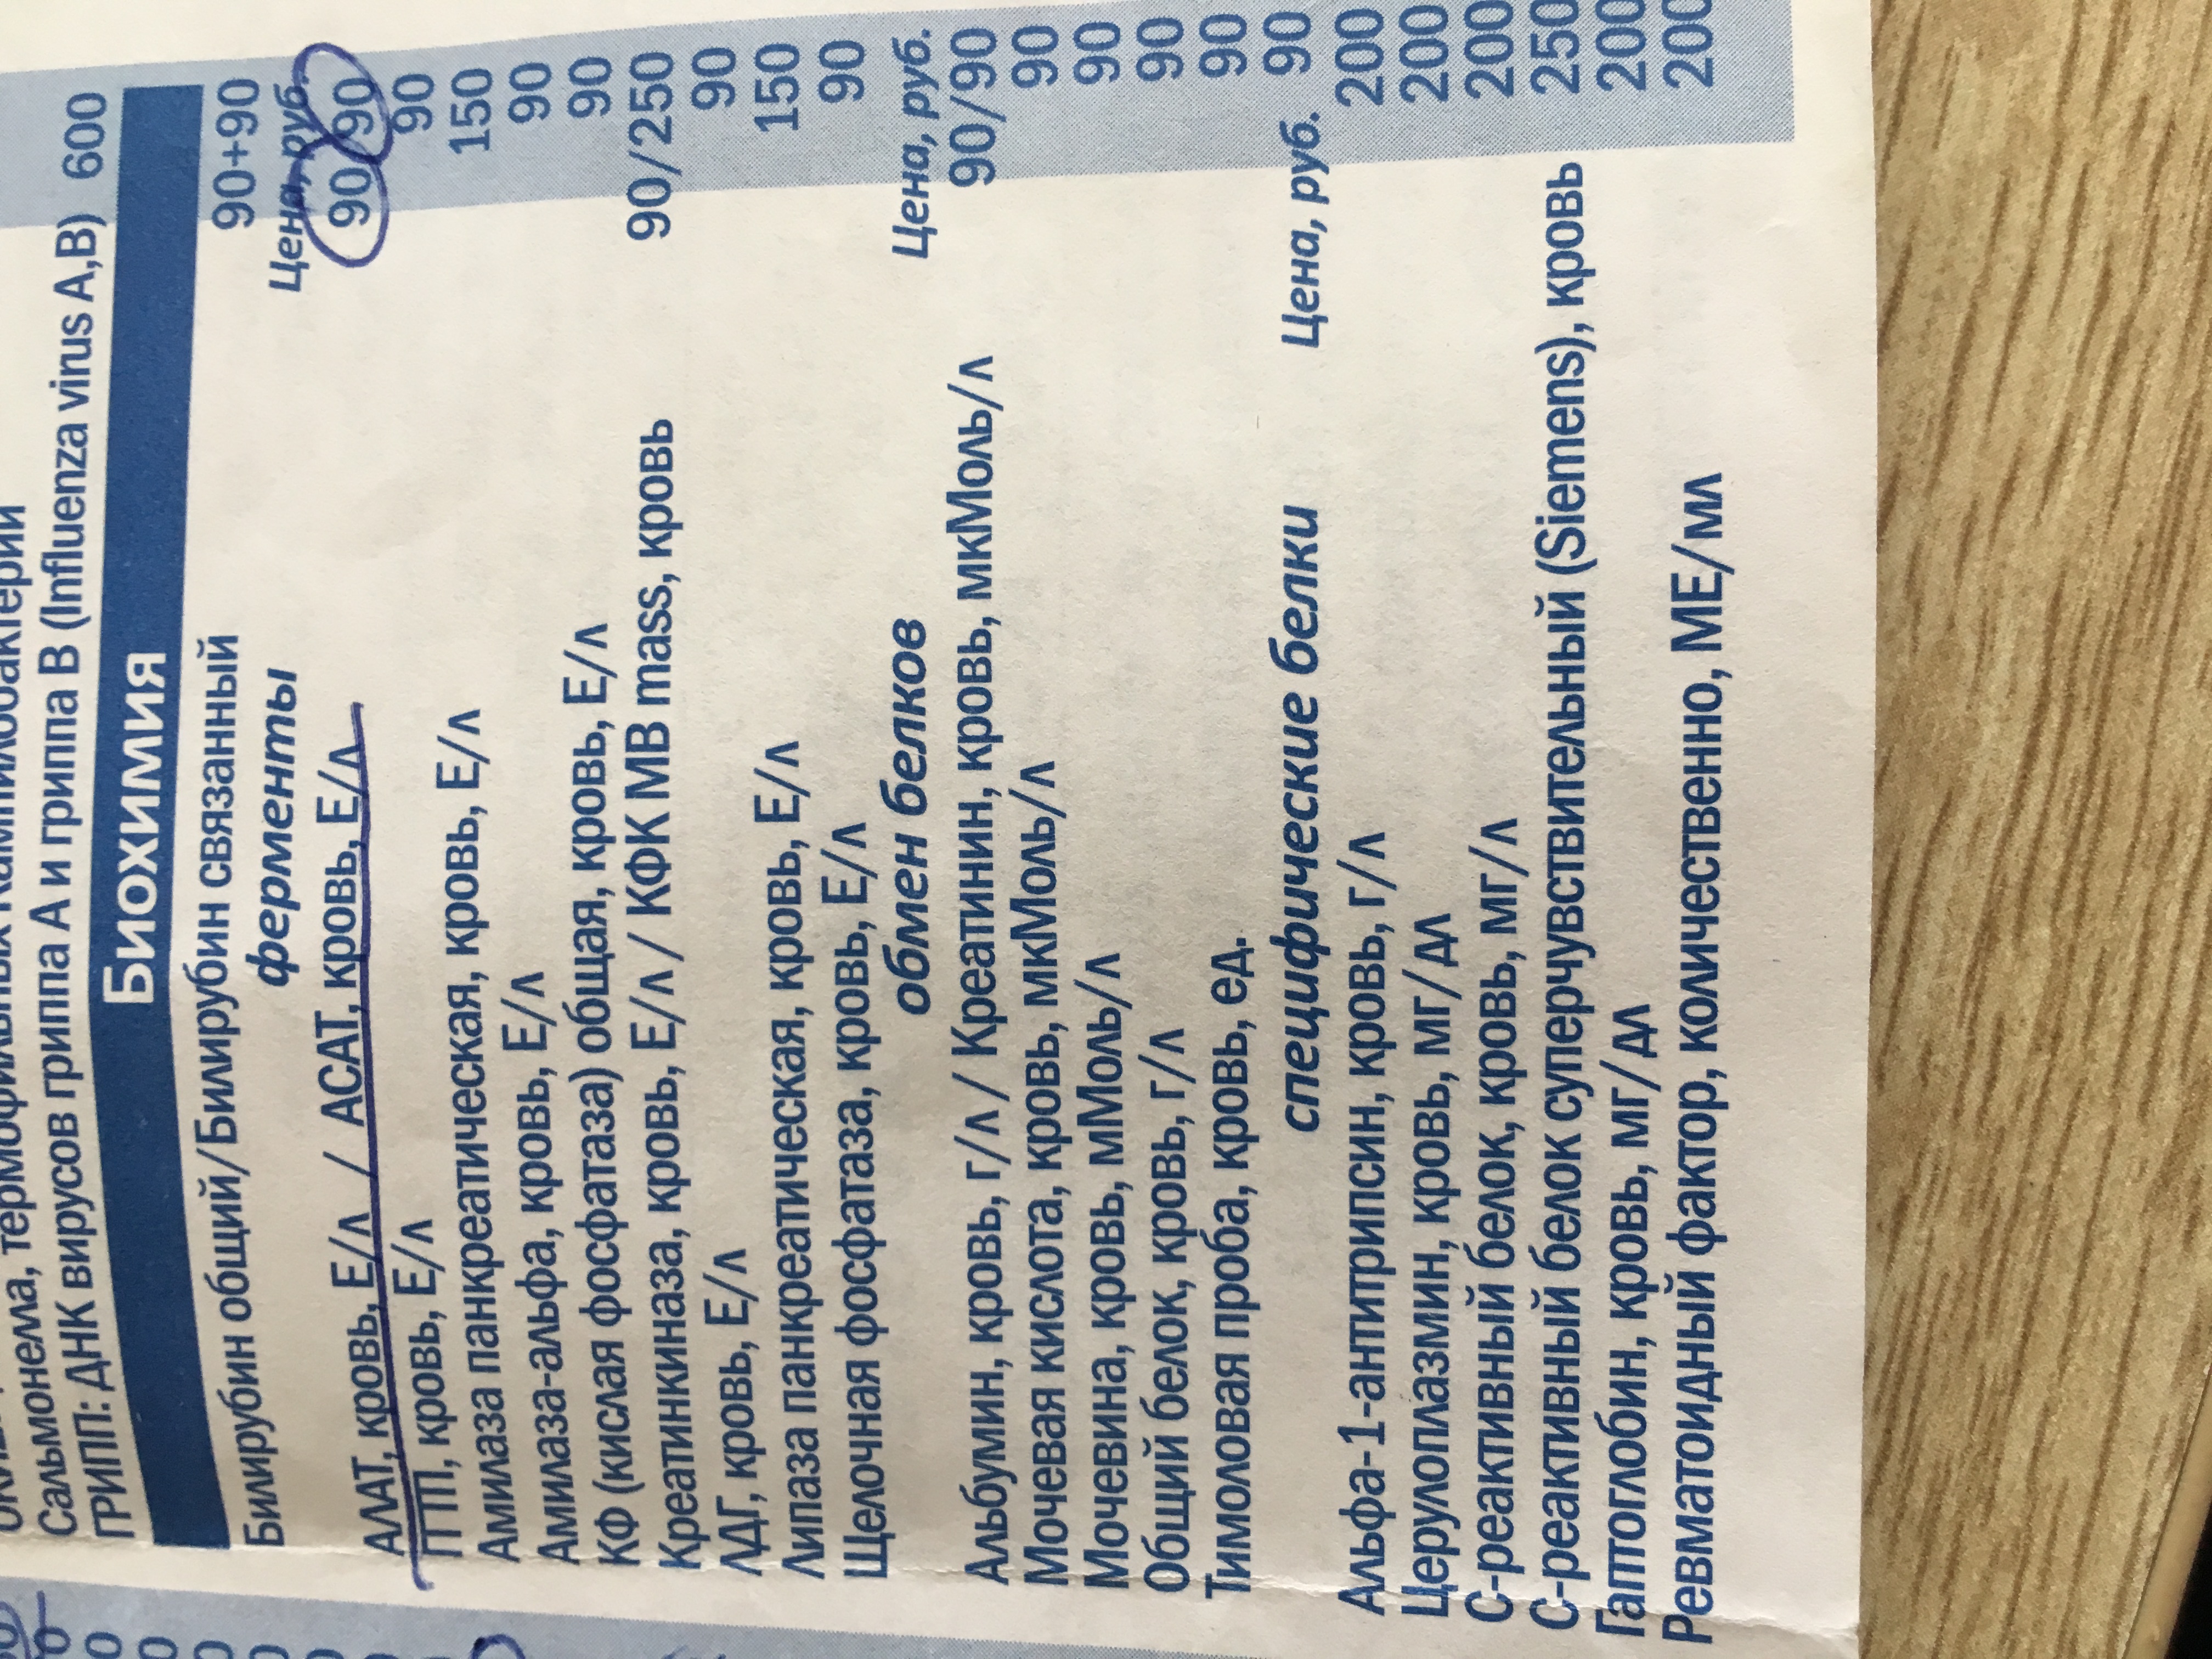 Сальмонелла, термофильных кампилобактерий
ГРИПП: ДНК вирусов гриппа А и гриппа В (Influenza virus A,B) 600
Биохимия
Билирубин общий/Билирубин связанный 90+90
ферменты Цена, руб.
АЛАТ, кровь, Е/л / АСАТ, кровь, Е/л 90/90
ГГТП, кровь, Е/л 90
Амилаза панкреатическая, кровь, Е/л 150
Амилаза-альфа, кровь, Е/л 90
КФ (кислая фосфатаза) общая, кровь, Е/л 90
Креатинкиназа, кровь, Е/л / КФК МВ mass, кровь 90/250
ЛДГ, кровь, Е/л 90
Липаза панкреатическая, кровь, Е/л 150
Щелочная фосфатаза, кровь, Е/л 90
обмен белков Цена, руб.
Альбумин, кровь, г/л / Креатинин, кровь, мкМоль/л 90/90
Мочевая кислота, кровь, мкМоль/л 90
Мочевина, кровь, мМоль/л 90
Общий белок, кровь, г/л 90
Тимоловая проба, кровь, ед. 90
специфические белки Цена, руб. 90
Альфа-1-антитрипсин, кровь, г/л 200
Церулоплазмин, кровь, мг/дл 200
С-реактивный белок, кровь, мг/л 200
С-реактивный белок суперчувствительный (Siemens), кровь 250
Гаптоглобин, кровь, мг/дл 200
Ревматоидный фактор, количественно, МЕ/мл 200